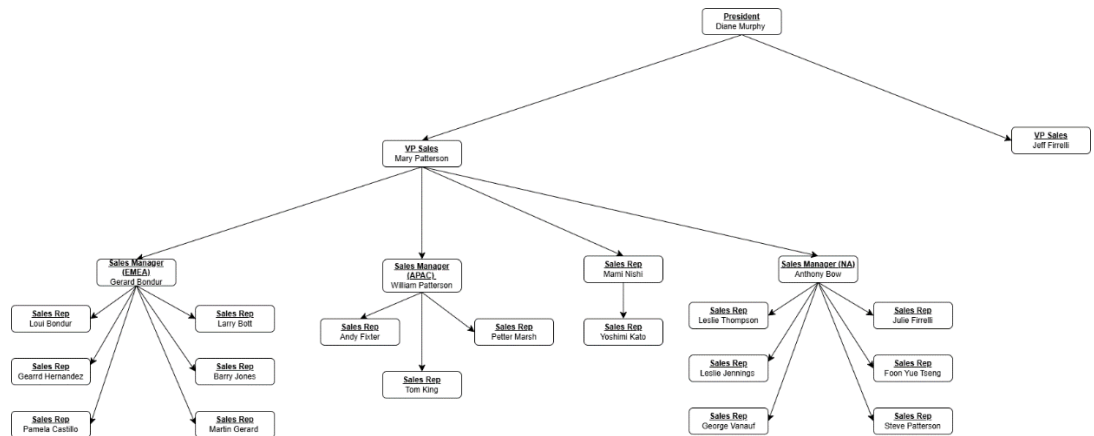 President
Diane Murphy
VP Sales
Mary Patterson
VP Sales
Jeff Firrelli
Sales Manager
(EMEA)
Gerard Bondur
Sales Manager
(APAC)
William Patterson
Sales Rep
Mami Nishi
Sales Manager (NA)
Anthony Bow
Sales Rep
Loui Bondur
Sales Rep
Larry Bott
Sales Rep
Andy Fixter
Sales Rep
Petter Marsh
Sales Rep
Yoshimi Kato
Sales Rep
Leslie Thompson
Sales Rep
Julie Firrelli
Sales Rep
Gearrd Hernandez
Sales Rep
Barry Jones
Sales Rep
Tom King
Sales Rep
Leslie Jennings
Sales Rep
Foon Yue Tseng
Sales Rep
Pamela Castillo
Sales Rep
Martin Gerard
Sales Rep
George Vanauf
Sales Rep
Steve Patterson